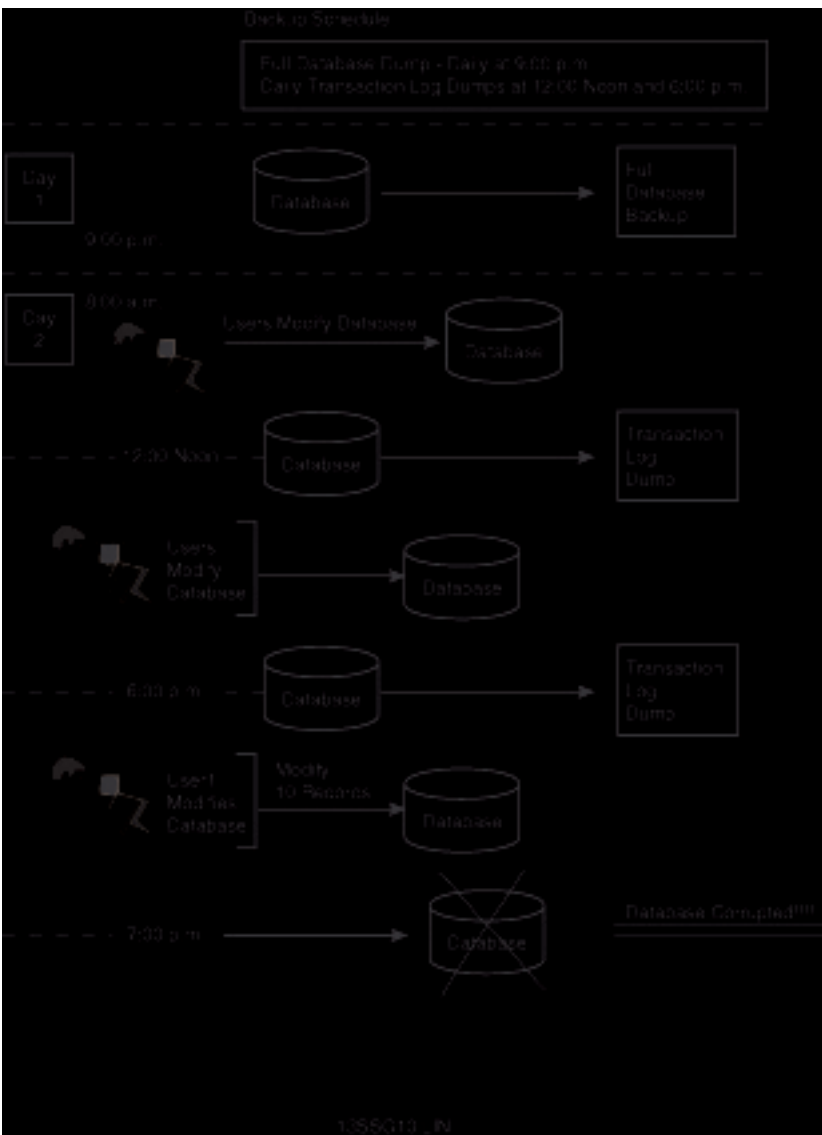 Backup Schedule
Full Database Dump - Daily at 9:00 p.m.
Daily Transaction Log Dumps at 12:00 Noon and 6:00 p.m.
Day
1
Database
Full
Database
Backup
9:00 p.m.
Day
2
8:00 a.m.
Users Modify Database
Database
12:00 Noon
Database
Transaction
Log
Dump
Users
Modify
Database
Database
6:00 p.m.
Database
Transaction
Log
Dump
User1
Modifies
Database
Modify
10 Records
Database
7:00 p.m.
Database
Database Corrupted!!!!